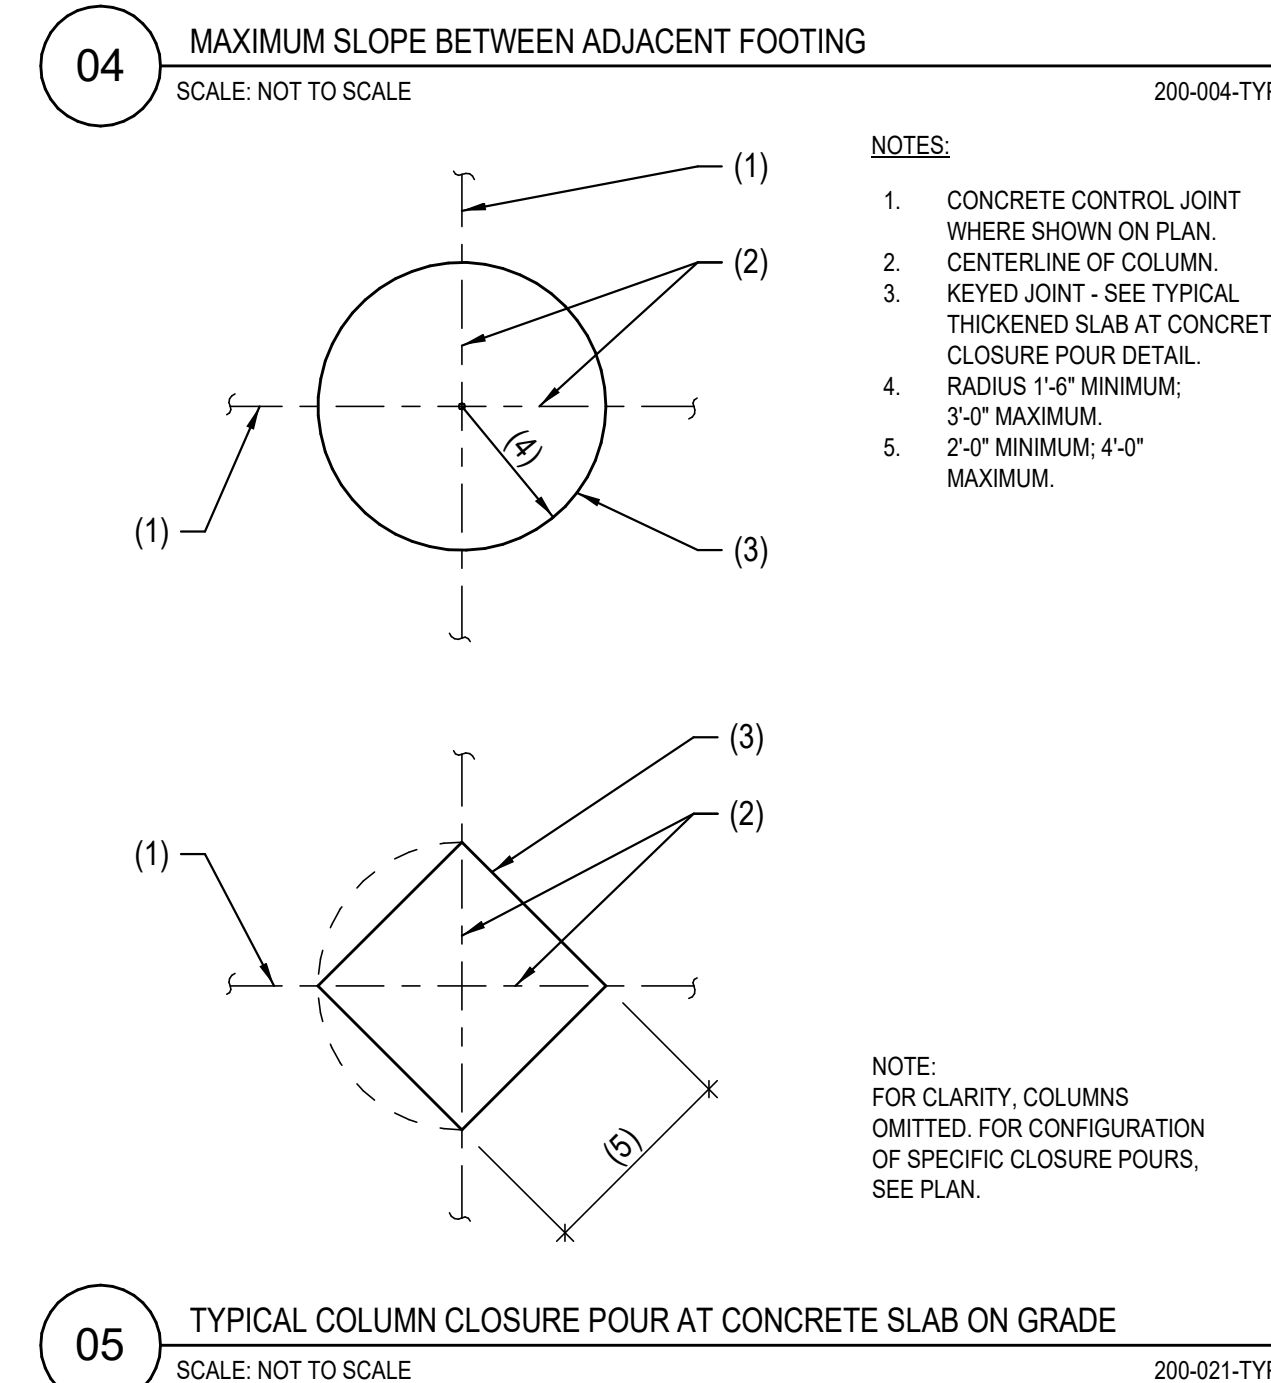 04
MAXIMUM SLOPE BETWEEN ADJACENT FOOTING
SCALE: NOT TO SCALE
200-004-TYP
NOTES:
1. CONCRETE CONTROL JOINT
WHERE SHOWN ON PLAN.
2. CENTERLINE OF COLUMN.
3. KEYED JOINT - SEE TYPICAL
THICKENED SLAB AT CONCRET
CLOSURE POUR DETAIL.
4. RADIUS 1'-6" MINIMUM;
3'-0" MAXIMUM.
5. 2'-0" MINIMUM; 4'-0"
MAXIMUM.
(1)
(2)
(4)
(1)
(3)
(3)
(2)
(1)
(5)
NOTE:
FOR CLARITY, COLUMNS
OMITTED. FOR CONFIGURATION
OF SPECIFIC CLOSURE POURS,
SEE PLAN.
05
TYPICAL COLUMN CLOSURE POUR AT CONCRETE SLAB ON GRADE
SCALE: NOT TO SCALE
200-021-TYP